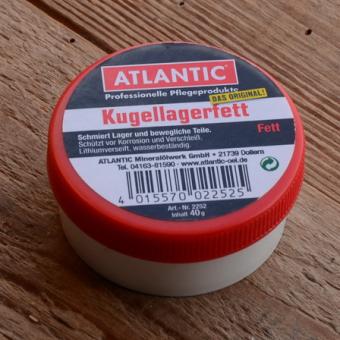 ATLANTIC®
Professionelle Pflegeprodukte
DAS ORIGINAL!
Kugellagerfett
Schmiert Lager und bewegliche Teile.
Schützt vor Korrosion und Verschleiß.
Lithiumverseift, wasserbeständig.
Fett
ATLANTIC Mineralölwerk GmbH • 21739 Dollern
Tel. 04163-81590 - www.atlantic-oel.de
4 015570 022525
Art.-Nr. 2252
Inhalt 40g